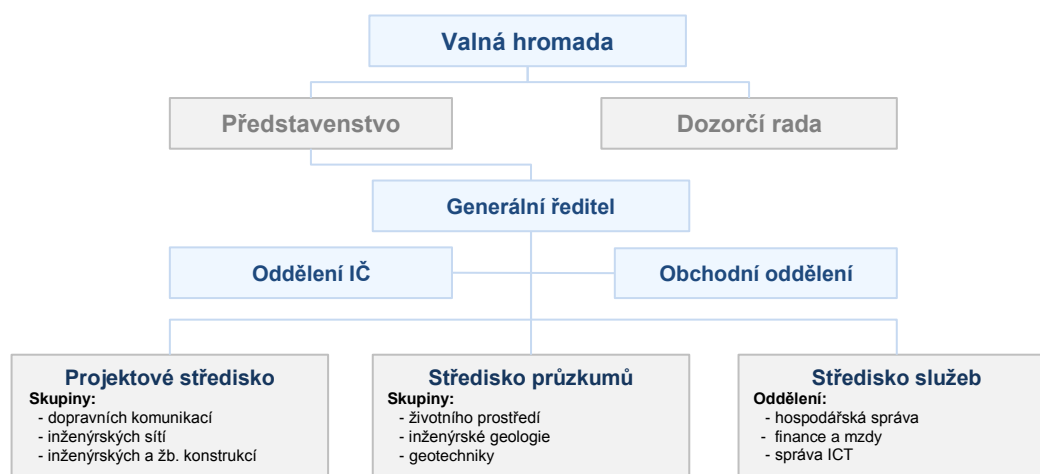 Valná hromada
Představenstvo
Dozorčí rada
Generální ředitel
Oddělení IČ
Obchodní oddělení
Projektové středisko
Skupiny:
- dopravních komunikací
- inženýrských sítí
- inženýrských a žb. konstrukcí
Středisko průzkumů
Skupiny:
- životního prostředí
- inženýrské geologie
- geotechniky
Středisko služeb
Oddělení:
- hospodářská správa
- finance a mzdy
- správa ICT